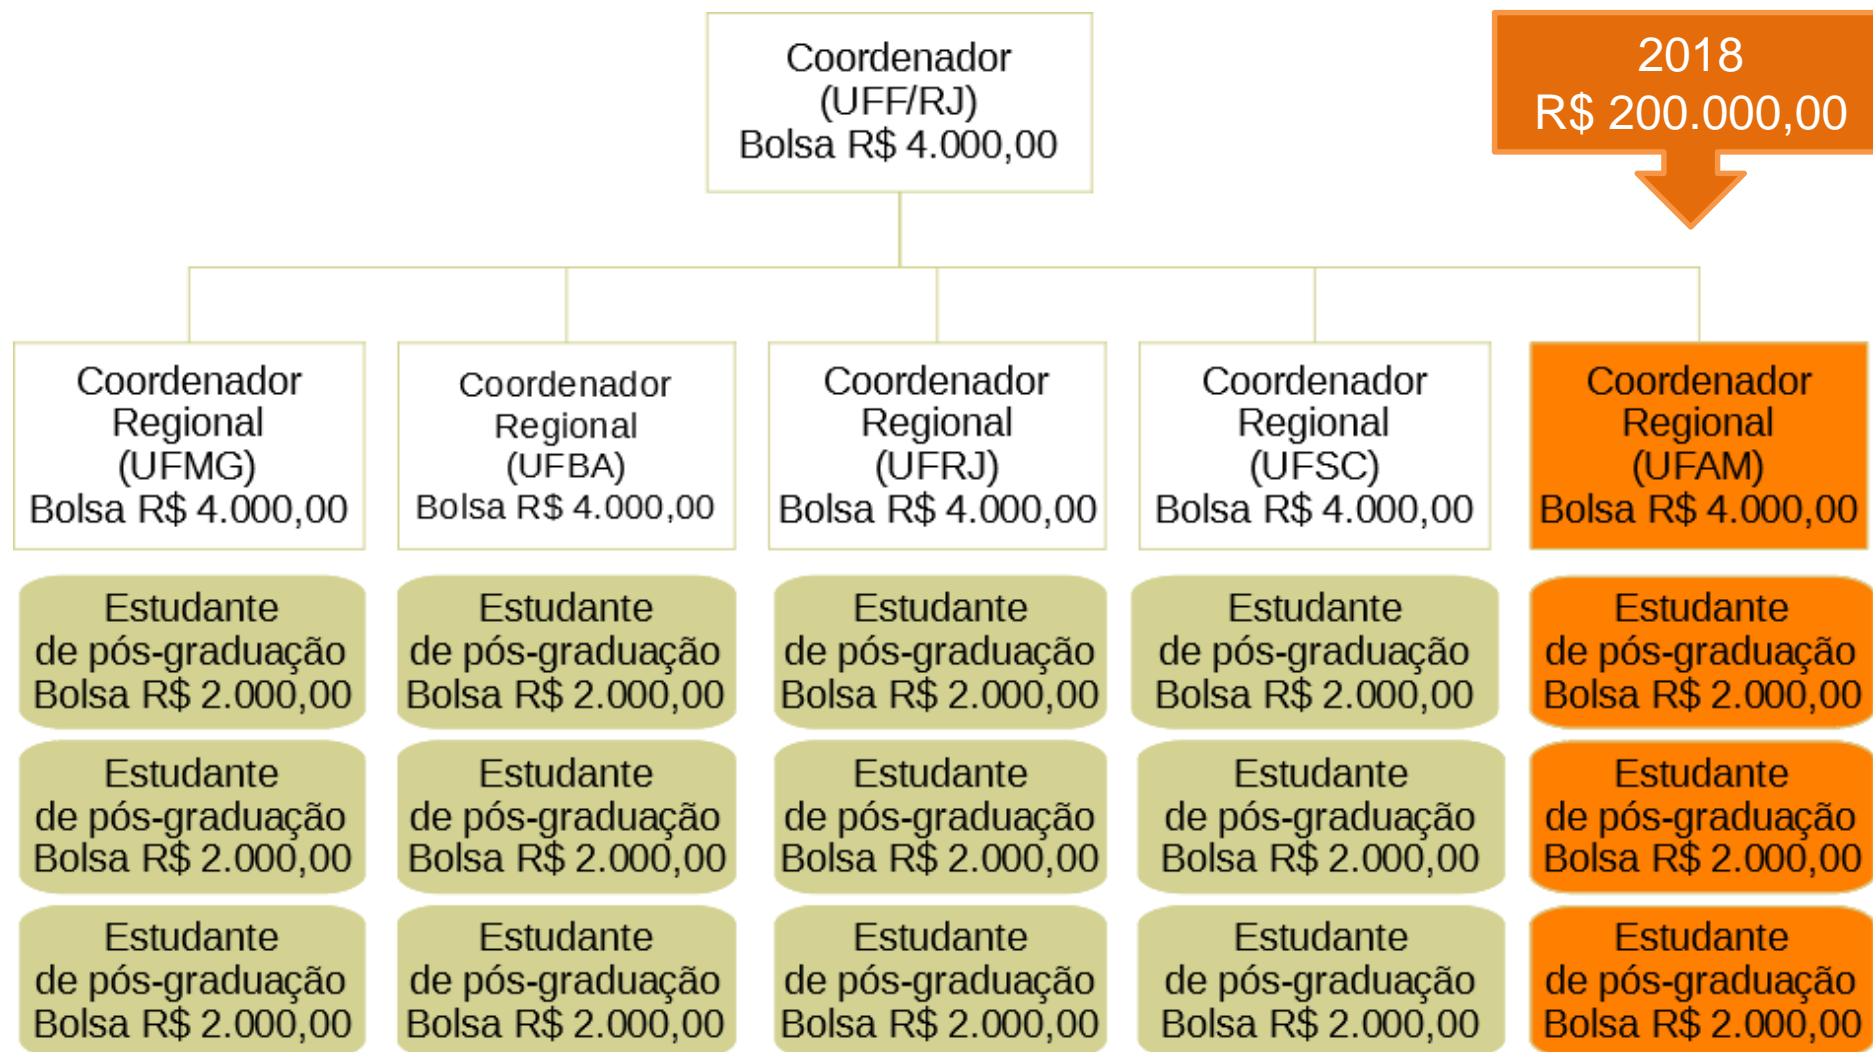 Coordenador
(UFF/RJ)
Bolsa R$ 4.000,00
2018
R$ 200.000,00
Coordenador
Regional
(UFMG)
Bolsa R$ 4.000,00
Coordenador
Regional
(UFBA)
Bolsa R$ 4.000,00
Coordenador
Regional
(UFRJ)
Bolsa R$ 4.000,00
Coordenador
Regional
(UFSC)
Bolsa R$ 4.000,00
Coordenador
Regional
(UFAM)
Bolsa R$ 4.000,00
Estudante
de pós-graduação
Bolsa R$ 2.000,00
Estudante
de pós-graduação
Bolsa R$ 2.000,00
Estudante
de pós-graduação
Bolsa R$ 2.000,00
Estudante
de pós-graduação
Bolsa R$ 2.000,00
Estudante
de pós-graduação
Bolsa R$ 2.000,00
Estudante
de pós-graduação
Bolsa R$ 2.000,00
Estudante
de pós-graduação
Bolsa R$ 2.000,00
Estudante
de pós-graduação
Bolsa R$ 2.000,00
Estudante
de pós-graduação
Bolsa R$ 2.000,00
Estudante
de pós-graduação
Bolsa R$ 2.000,00
Estudante
de pós-graduação
Bolsa R$ 2.000,00
Estudante
de pós-graduação
Bolsa R$ 2.000,00
Estudante
de pós-graduação
Bolsa R$ 2.000,00
Estudante
de pós-graduação
Bolsa R$ 2.000,00
Estudante
de pós-graduação
Bolsa R$ 2.000,00